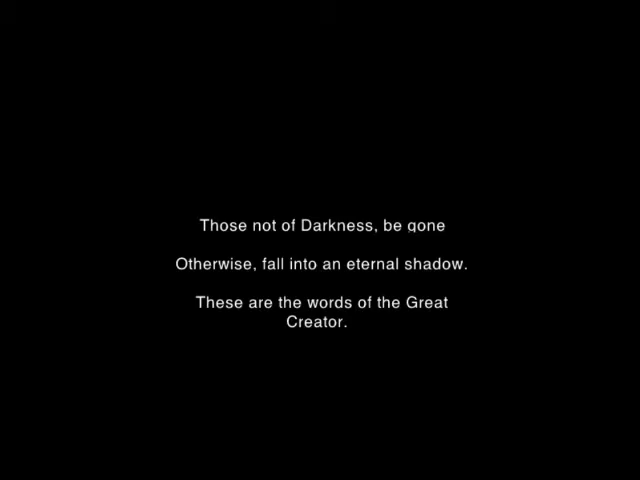 Those not of Darkness, be gone
Otherwise, fall into an eternal shadow.
These are the words of the Great
Creator.